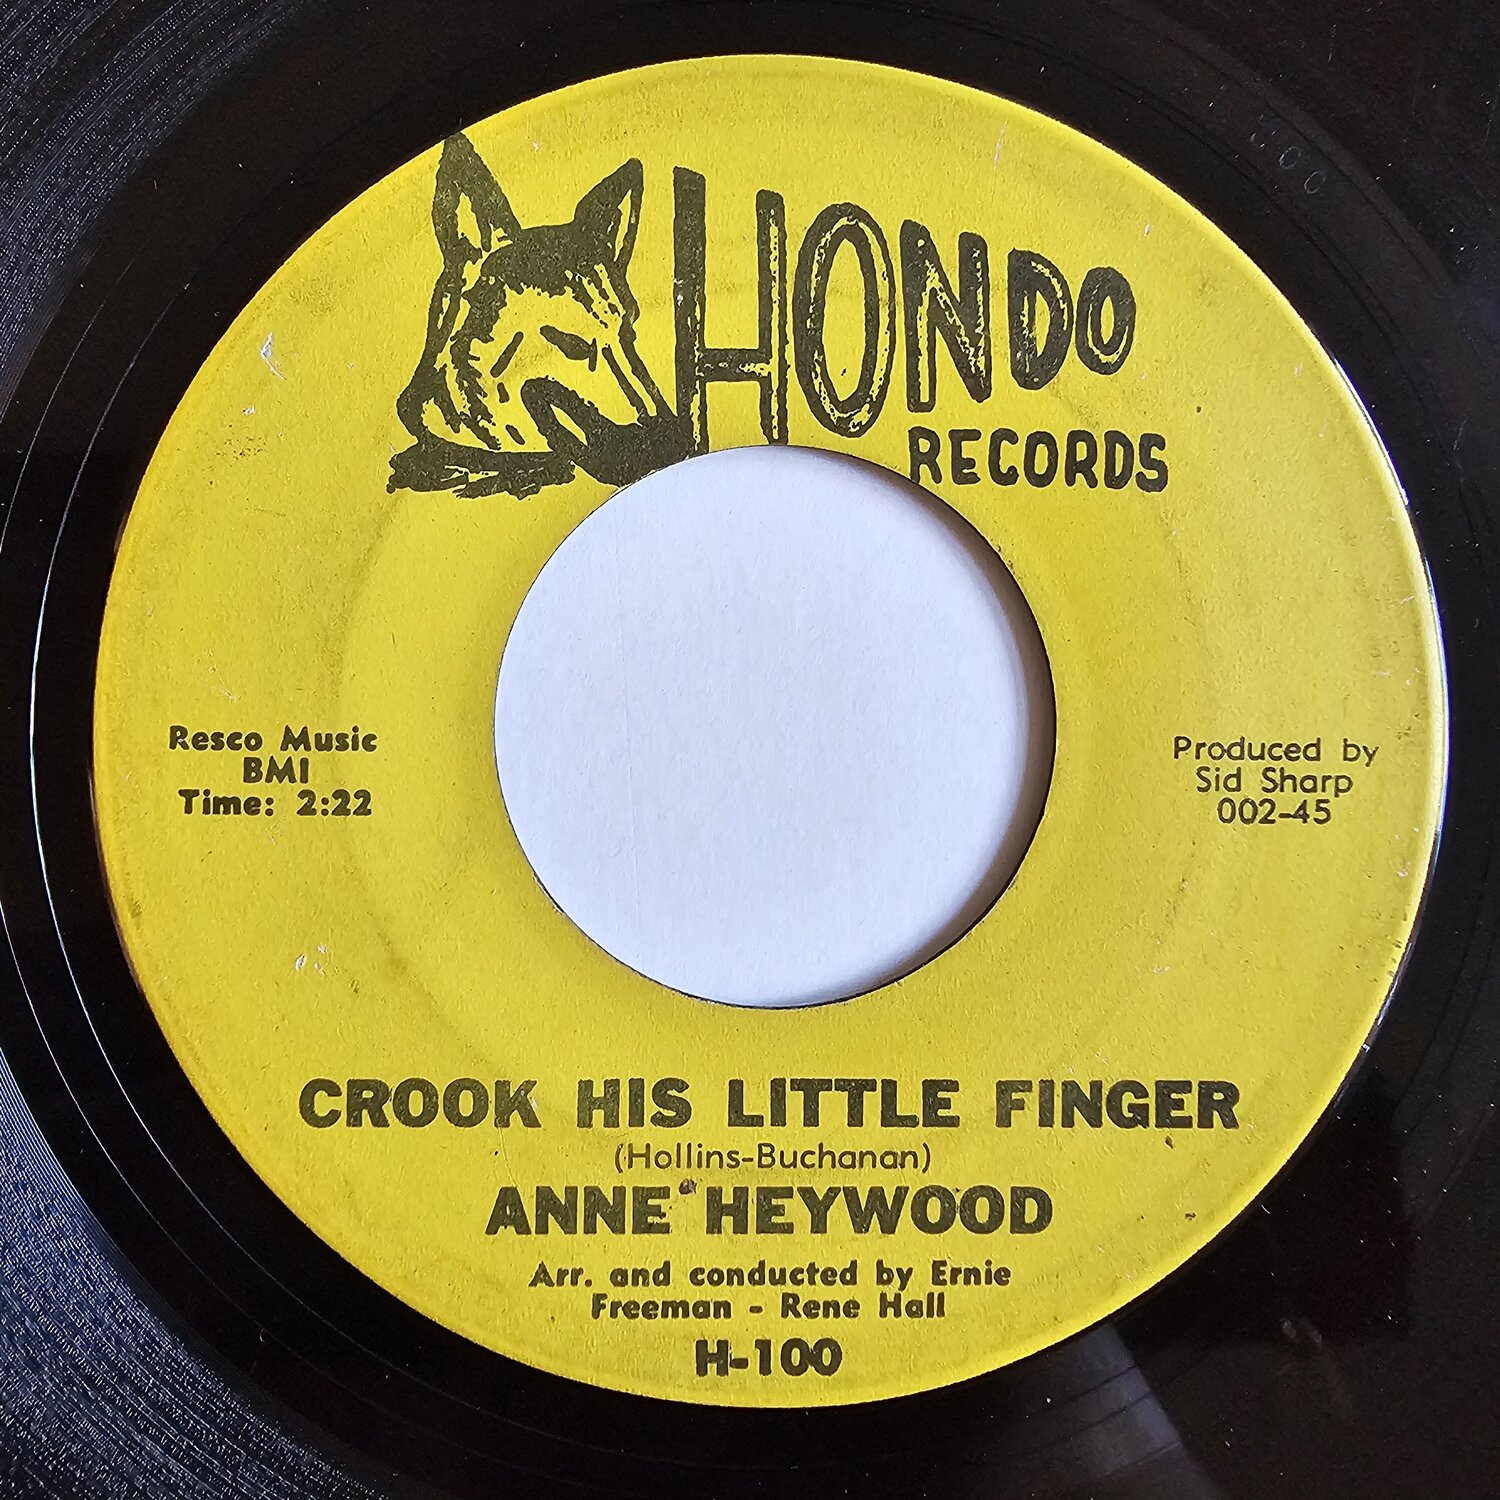 HONDO
RECORDS
Resco Music
BMI
Time: 2:22
Produced by
Sid Sharp
002-45
CROOK HIS LITTLE FINGER
(Hollins-Buchanan)
ANNE HEYWOOD
Arr. and conducted by Ernie
Freeman - Rene Hall
H-100